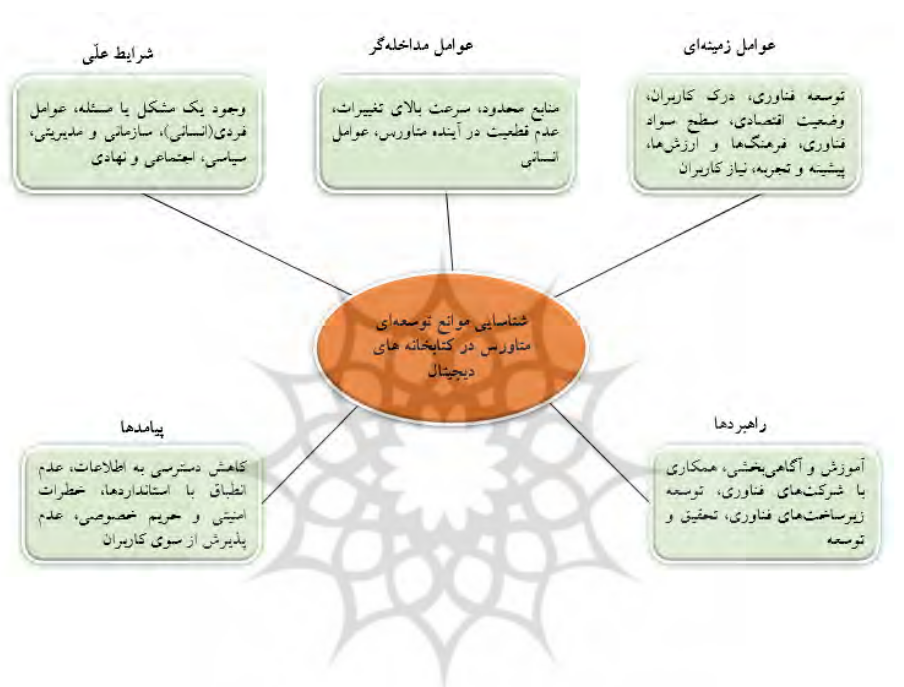 عوامل زمینه‌ای
توسعه فناوری، درک کاربران،
وضعیت اقتصادی، سطح سواد
فناوری، فرهنگ‌ها و ارزش‌ها،
پیشینه و تجربه، نیاز کاربران
عوامل مداخله‌گر
منابع محدود، سرعت بالای تغییرات،
عدم قطعیت در آینده متاورس، عوامل
انسانی
شرایط علّی
وجود یک مشکل یا مسئله، عوامل
فردی(انسانی)، سازمانی و مدیریتی،
سیاسی، اجتماعی و نهادی
شناسایی موانع توسعه‌ای
متاورس در کتابخانه های
دیجیتال
راهبردها
آموزش و آگاهی‌بخشی، همکاری
با شرکت‌های فناوری، توسعه
زیرساخت‌های فناوری، تحقیق و
توسعه
پیامدها
کاهش دسترسی به اطلاعات، عدم
انطباق با استانداردها، خطرات
امنیتی و حریم خصوصی، عدم
پذیرش از سوی کاربران